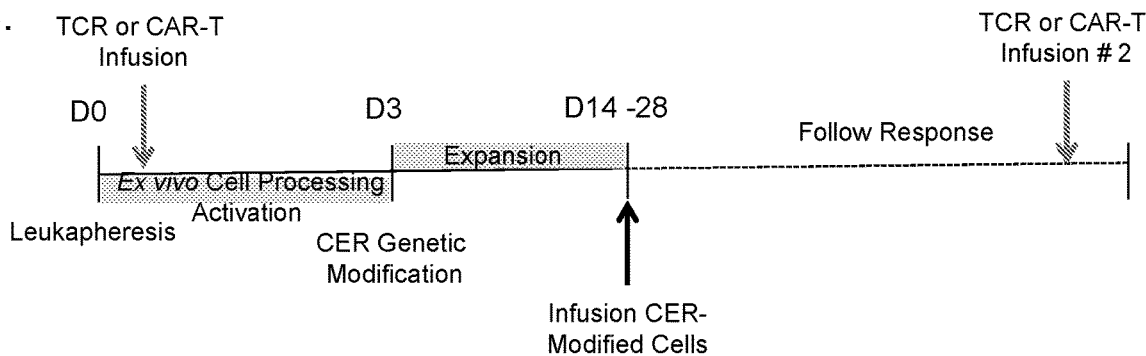 TCR or CAR-T
Infusion
TCR or CAR-T
Infusion # 2
D0
D3
D14 -28
Follow Response
Expansion
Ex vivo Cell Processing
Activation
Leukapheresis
CER Genetic
Modification
Infusion CER-
Modified Cells